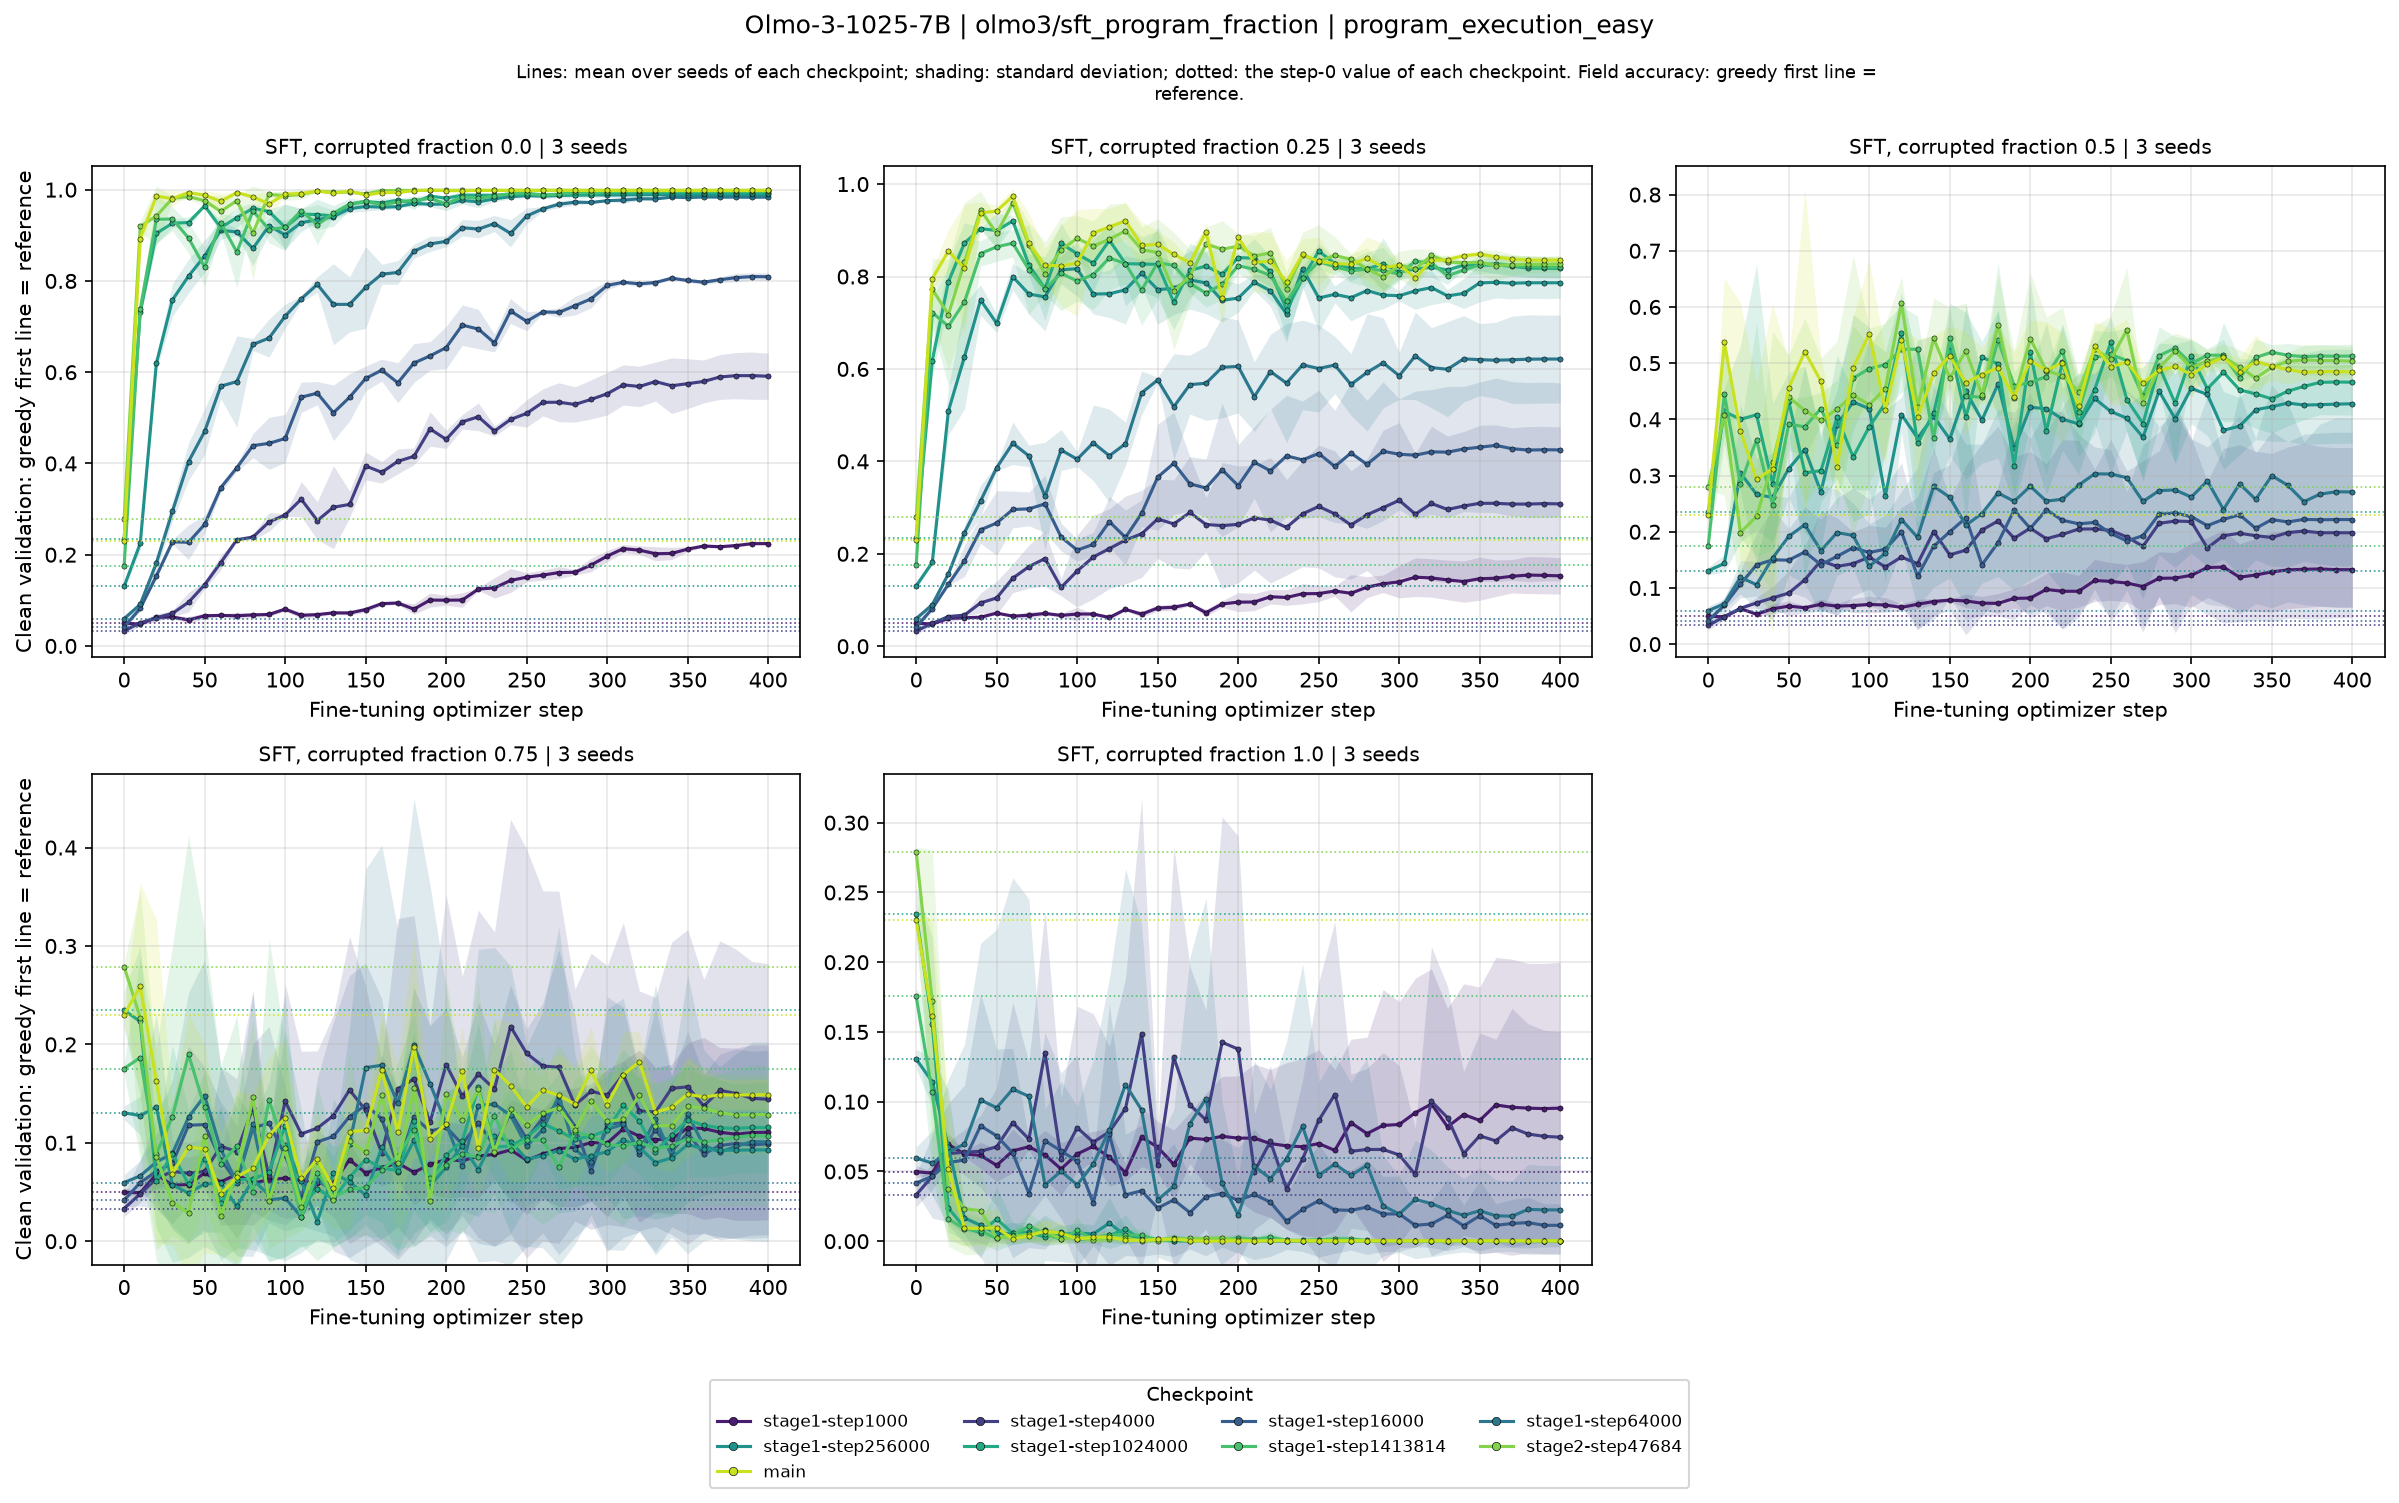 Olmo-3-1025-7B | olmo3/sft_program_fraction | program_execution_easy
Lines: mean over seeds of each checkpoint; shading: standard deviation; dotted: the step-0 value of each checkpoint. Field accuracy: greedy first line =
reference.
SFT, corrupted fraction 0.0 | 3 seeds
Clean validation: greedy first line = reference
1.0
0.8
0.6
0.4
0.2
0.0
0 50 100 150 200 250 300 350 400
Fine-tuning optimizer step
SFT, corrupted fraction 0.25 | 3 seeds
1.0
0.8
0.6
0.4
0.2
0.0
0 50 100 150 200 250 300 350 400
Fine-tuning optimizer step
SFT, corrupted fraction 0.5 | 3 seeds
0.8
0.7
0.6
0.5
0.4
0.3
0.2
0.1
0.0
0 50 100 150 200 250 300 350 400
Fine-tuning optimizer step
SFT, corrupted fraction 0.75 | 3 seeds
Clean validation: greedy first line = reference
0.4
0.3
0.2
0.1
0.0
0 50 100 150 200 250 300 350 400
Fine-tuning optimizer step
SFT, corrupted fraction 1.0 | 3 seeds
0.30
0.25
0.20
0.15
0.10
0.05
0.00
0 50 100 150 200 250 300 350 400
Fine-tuning optimizer step
Checkpoint
stage1-step1000 stage1-step4000 stage1-step16000 stage1-step64000
stage1-step256000 stage1-step1024000 stage1-step1413814 stage2-step47684
main